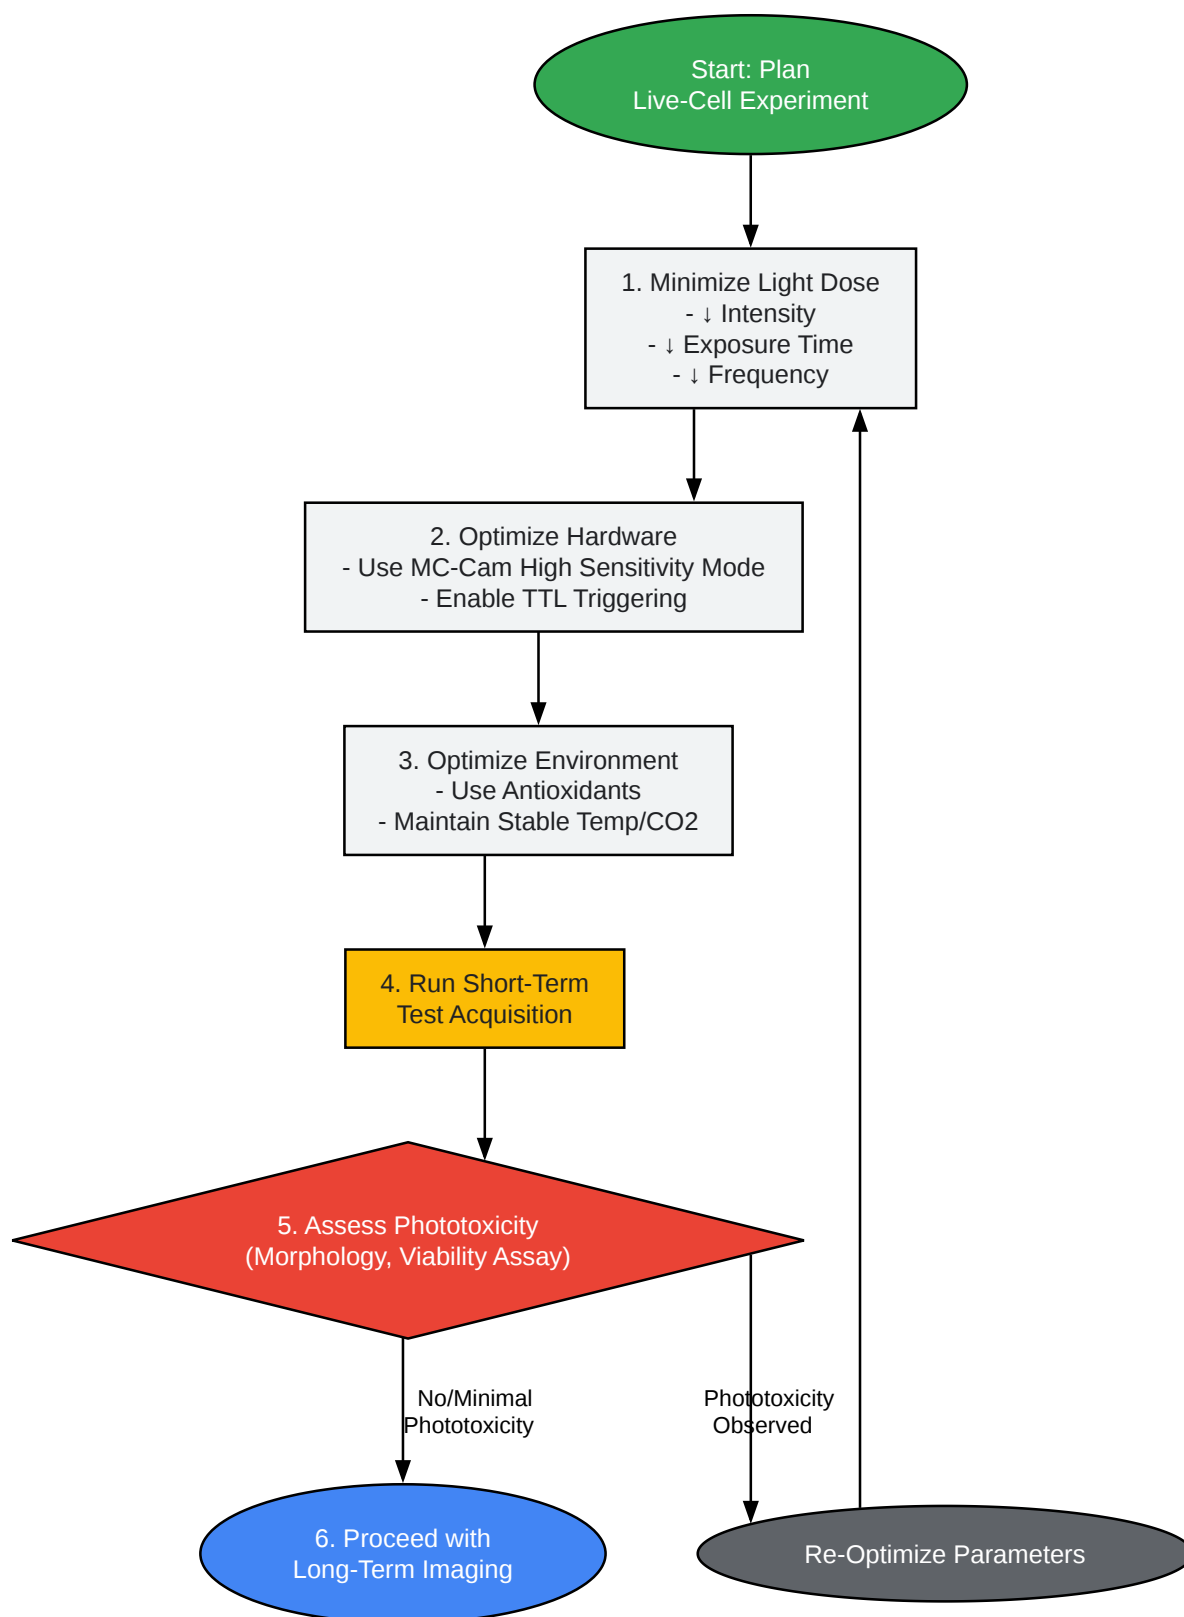 Start: Plan
Live-Cell Experiment
1. Minimize Light Dose
- ↓ Intensity
- ↓ Exposure Time
- ↓ Frequency
2. Optimize Hardware
- Use MC-Cam High Sensitivity Mode
- Enable TTL Triggering
3. Optimize Environment
- Use Antioxidants
- Maintain Stable Temp/CO2
4. Run Short-Term
Test Acquisition
5. Assess Phototoxicity
(Morphology, Viability Assay)
No/Minimal
Phototoxicity
Phototoxicity
Observed
6. Proceed with
Long-Term Imaging
Re-Optimize Parameters